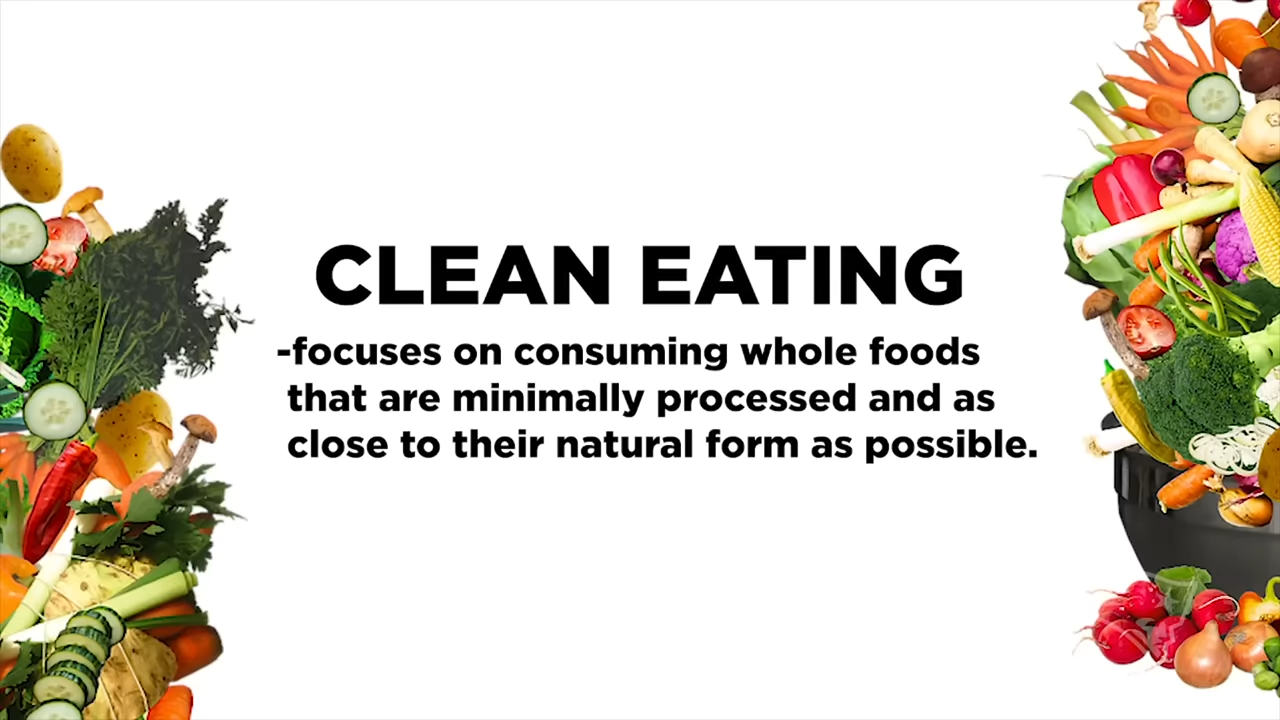 CLEAN EATING
-focuses on consuming whole foods
that are minimally processed and as
close to their natural form as possible.